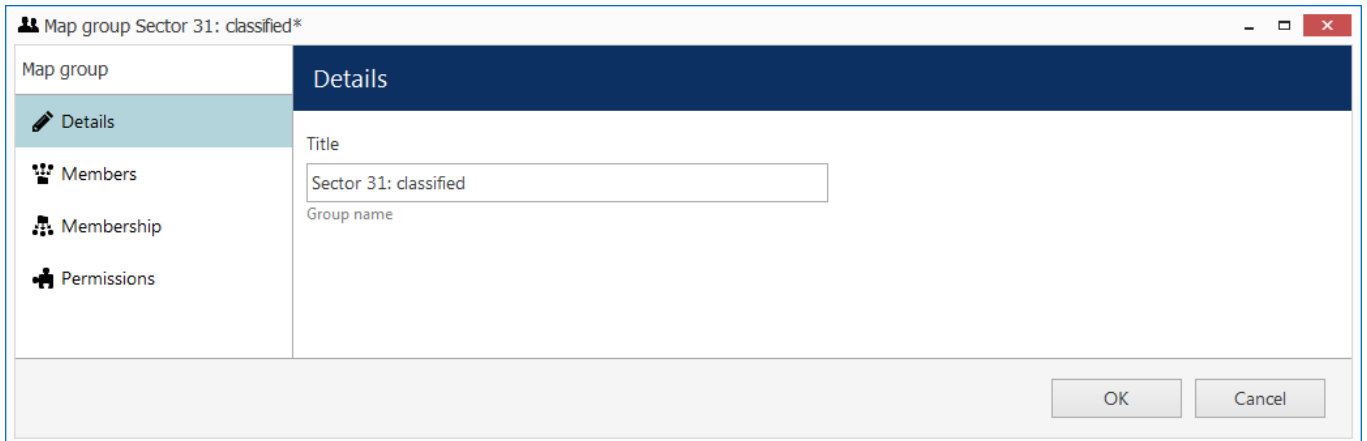 Map group Sector 31: classified*
Map group
Details
Members
Membership
Permissions
Details
Title
Sector 31: classified
Group name
OK
Cancel